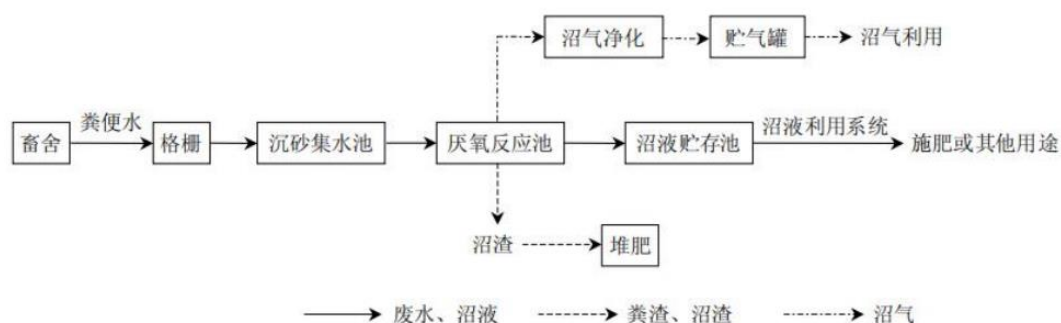 沼气净化 贮气罐 沼气利用
畜舍 粪便水 格栅 沉砂集水池 厌氧反应池 沼液贮存池 沼液利用系统 施肥或其他用途
沼渣 堆肥
废水、沼液 粪渣、沼渣 沼气